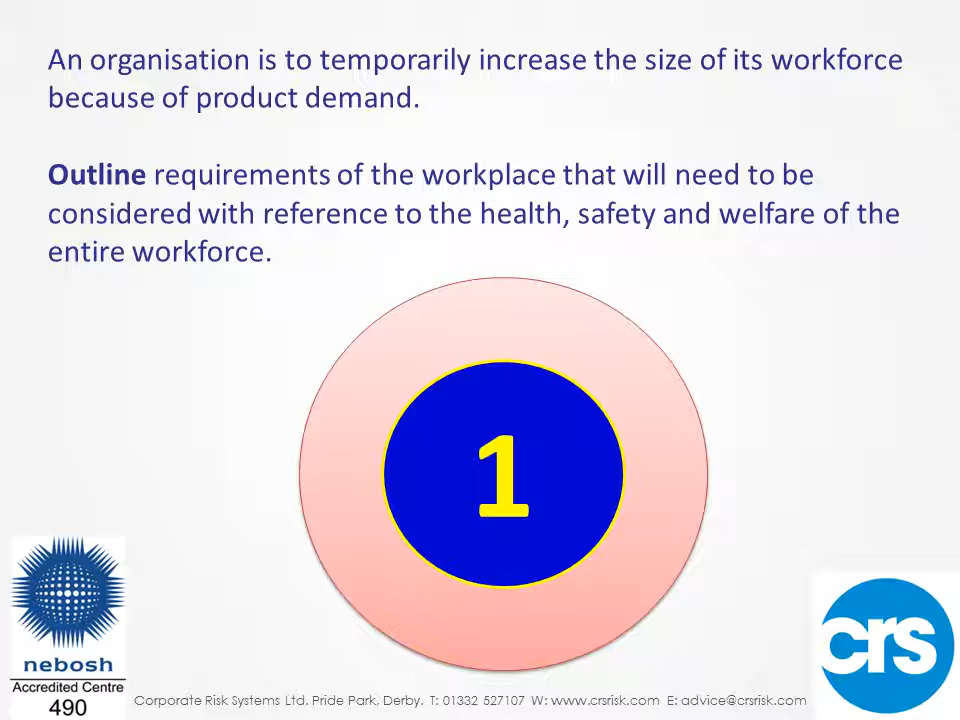 An organisation is to temporarily increase the size of its workforce
because of product demand.
Outline requirements of the workplace that will need to be
considered with reference to the health, safety and welfare of the
entire workforce.
1
nebosh
Accredited Centre
490
Corporate Risk Systems Ltd. Pride Park, Derby. T: 01332 527107 W: www.crsrisk.com E: advice@crsrisk.com
crs